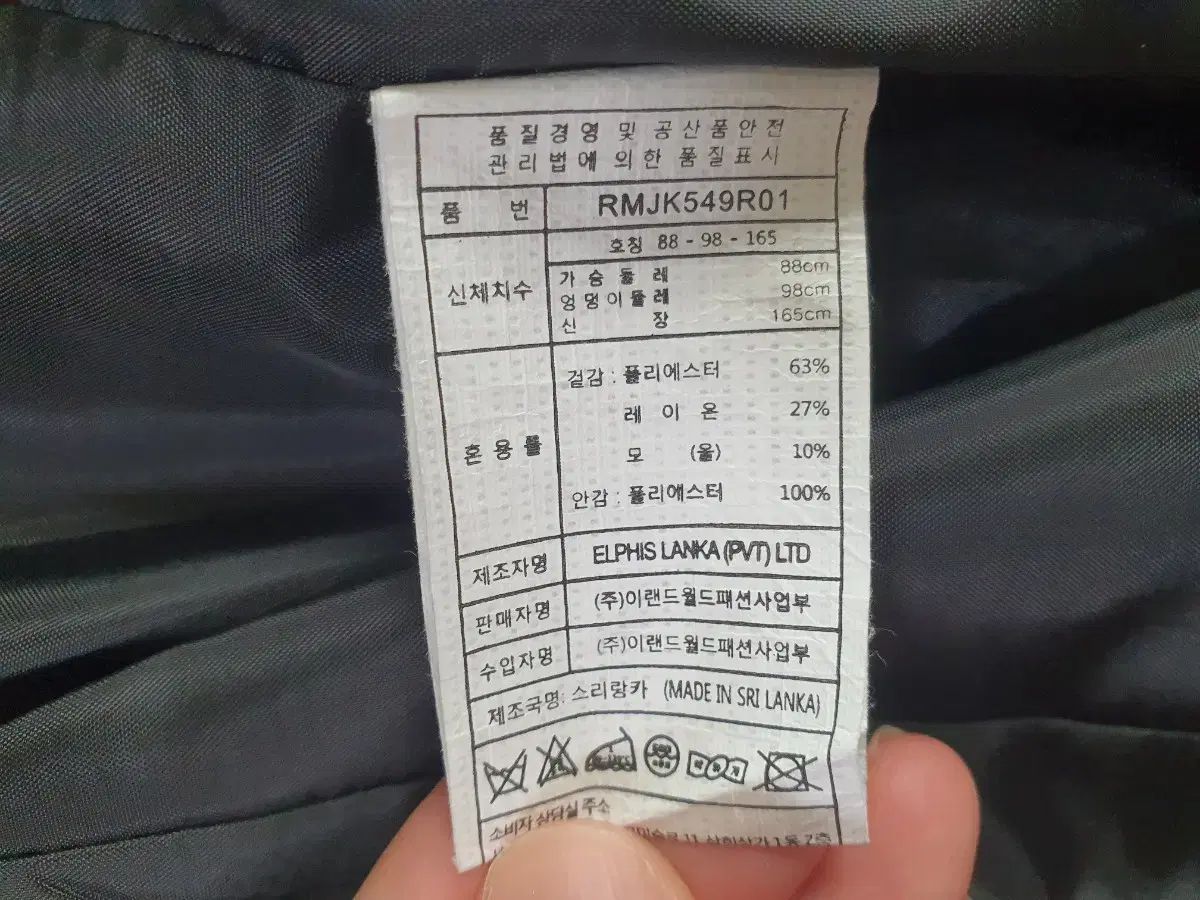 품질경영 및 공산품안전
관리법에 의한 품질표시
품 번 RMJK549R01
신체치수
호칭 88 - 98 - 165
가슴둘레 88cm
엉덩이둘레 98cm
신장 165cm
혼용률
겉감 : 폴리에스터 63%
레이온 27%
모 (울) 10%
안감 : 폴리에스터 100%
제조자명 ELPHIS LANKA (PVT) LTD
판매자명 (주)이랜드월드패션사업부
수입자명 (주)이랜드월드패션사업부
제조국명: 스리랑카 (MADE IN SRI LANKA)
소비자 상담실 주소
11